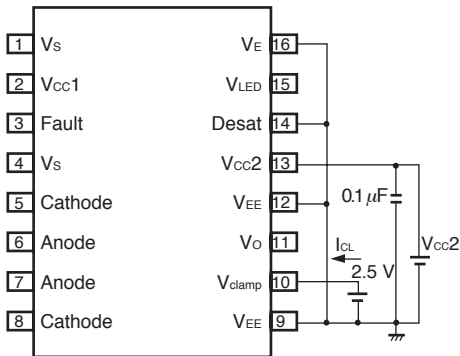 1 VS VE 16
2 VCC1 VLED 15
3 Fault Desat 14
4 VS VCC2 13
5 Cathode VEE 12
6 Anode VO 11
7 Anode Vclamp 10
8 Cathode VEE 9
0.1 μF
ICL
2.5 V
VCC2